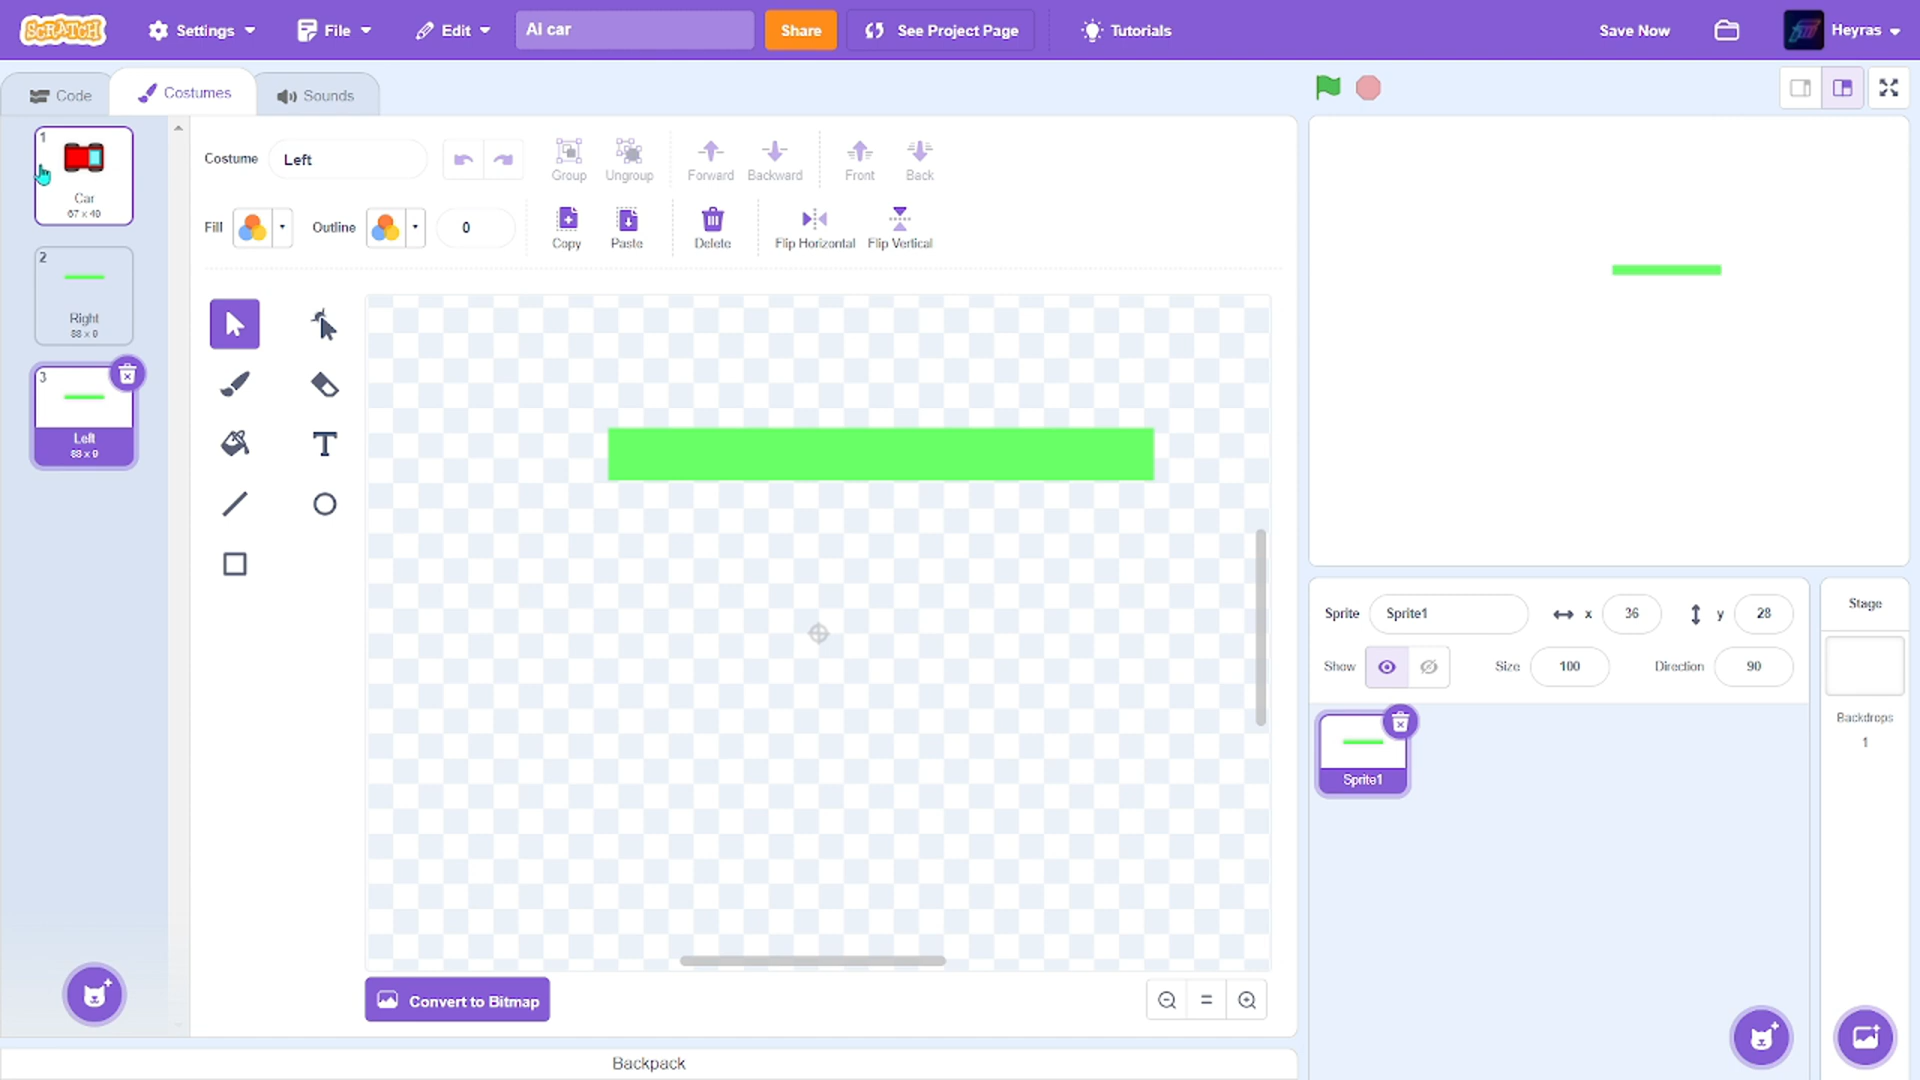 SCRATCH Settings File Edit AI car Share See Project Page Tutorials Save Now Heyras
Code Costumes Sounds
1
Car
67 x 40
2
Right
88 x 9
3
Left
88 x 9
Costume Left Group Ungroup Forward Backward Front Back
Fill Outline 0 Copy Paste Delete Flip Horizontal Flip Vertical
T
Convert to Bitmap
Backpack
Sprite Sprite1 x 36 y 28
Show Size 100 Direction 90
Sprite1
Stage
Backdrops
1